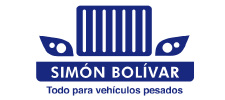 SIMÓN BOLÍVAR
Todo para vehículos pesados